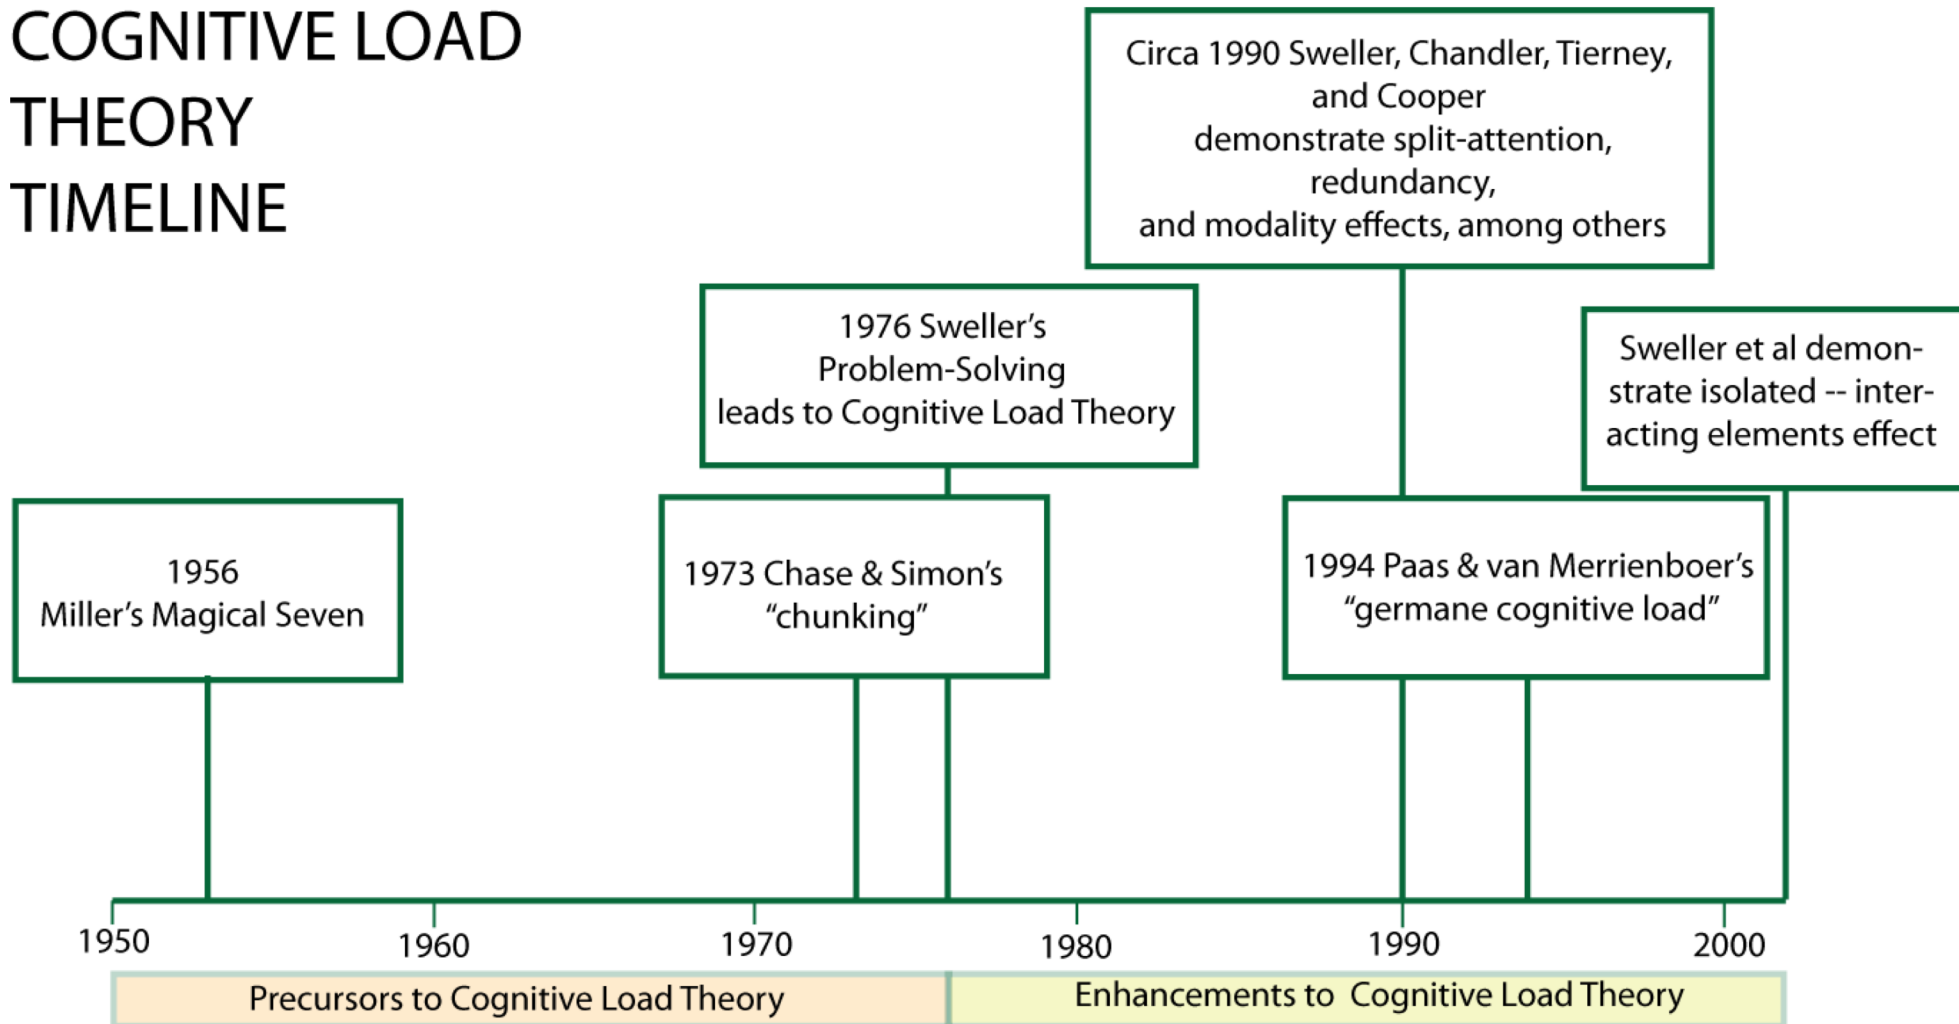 COGNITIVE LOAD
THEORY
TIMELINE
Circa 1990 Sweller, Chandler, Tierney,
and Cooper
demonstrate split-attention,
redundancy,
and modality effects, among others
1976 Sweller’s
Problem-Solving
leads to Cognitive Load Theory
Sweller et al demon-
strate isolated -- inter-
acting elements effect
1956
Miller’s Magical Seven
1973 Chase & Simon’s
“chunking”
1994 Paas & van Merrienboer’s
“germane cognitive load”
1950
1960
1970
1980
1990
2000
Precursors to Cognitive Load Theory
Enhancements to Cognitive Load Theory